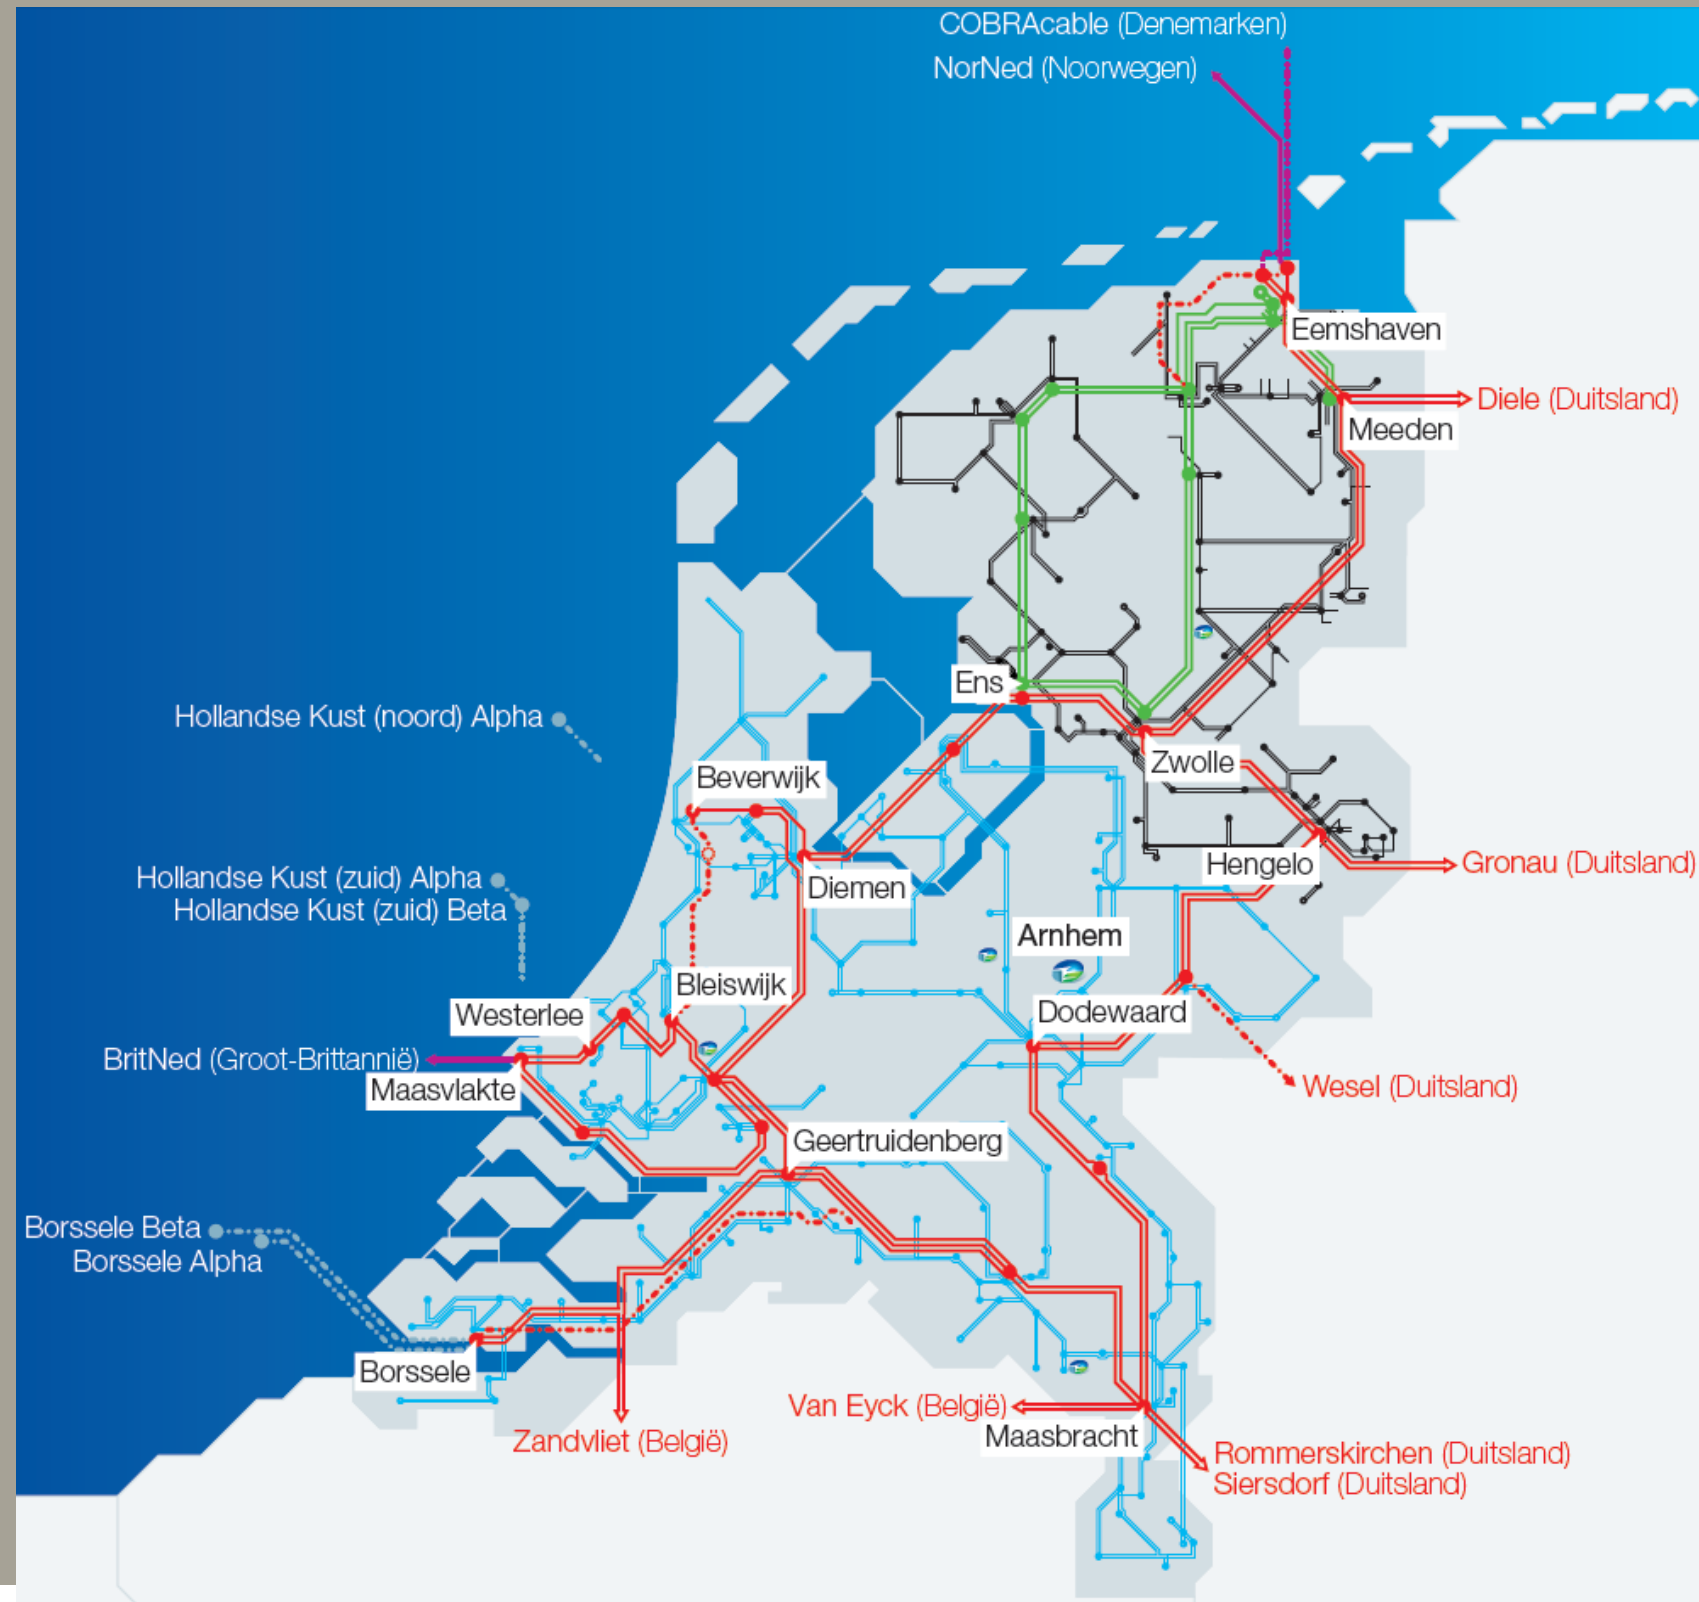 COBRAcable (Denemarken)
NorNed (Noorwegen)
Eemshaven
Diele (Duitsland)
Meeden
Ens
Hollandse Kust (noord) Alpha
Zwolle
Beverwijk
Hengelo
Gronau (Duitsland)
Hollandse Kust (zuid) Alpha
Diemen
Hollandse Kust (zuid) Beta
Arnhem
Bleiswijk
Westerlee
Dodewaard
BritNed (Groot-Brittannië)
Maasvlakte
Wesel (Duitsland)
Geertruidenberg
Borssele Beta
Borssele Alpha
Borssele
Van Eyck (België)
Maasbracht
Zandvliet (België)
Rommerskirchen (Duitsland)
Siersdorf (Duitsland)